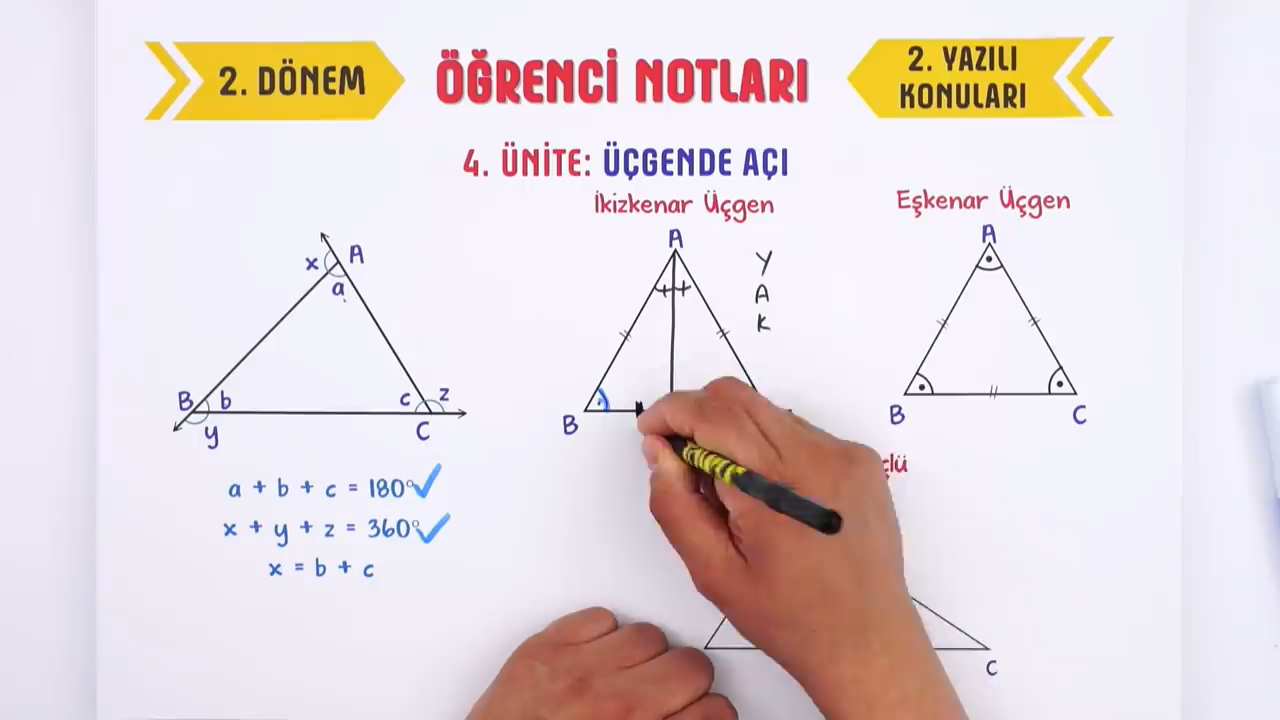 2. DÖNEM
ÖĞRENCİ NOTLARI
2. YAZILI
KONULARI
4. ÜNİTE: ÜÇGENDE AÇI
İkizkenar Üçgen
Eşkenar Üçgen
x
A
a
B
b
y
c
z
C
a + b + c = 180°
x + y + z = 360°
x = b + c
A
B
Y
A
K
A
B
C
C